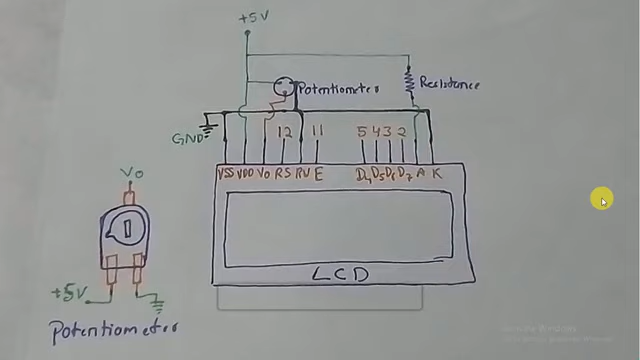 +5V
Potentiometer
Resistance
GND
12 11 5 4 3 2
VSS VDD Vo RS RW E D4 D5 D6 D7 A K
LCD
Vo
+5V
Potentiometer